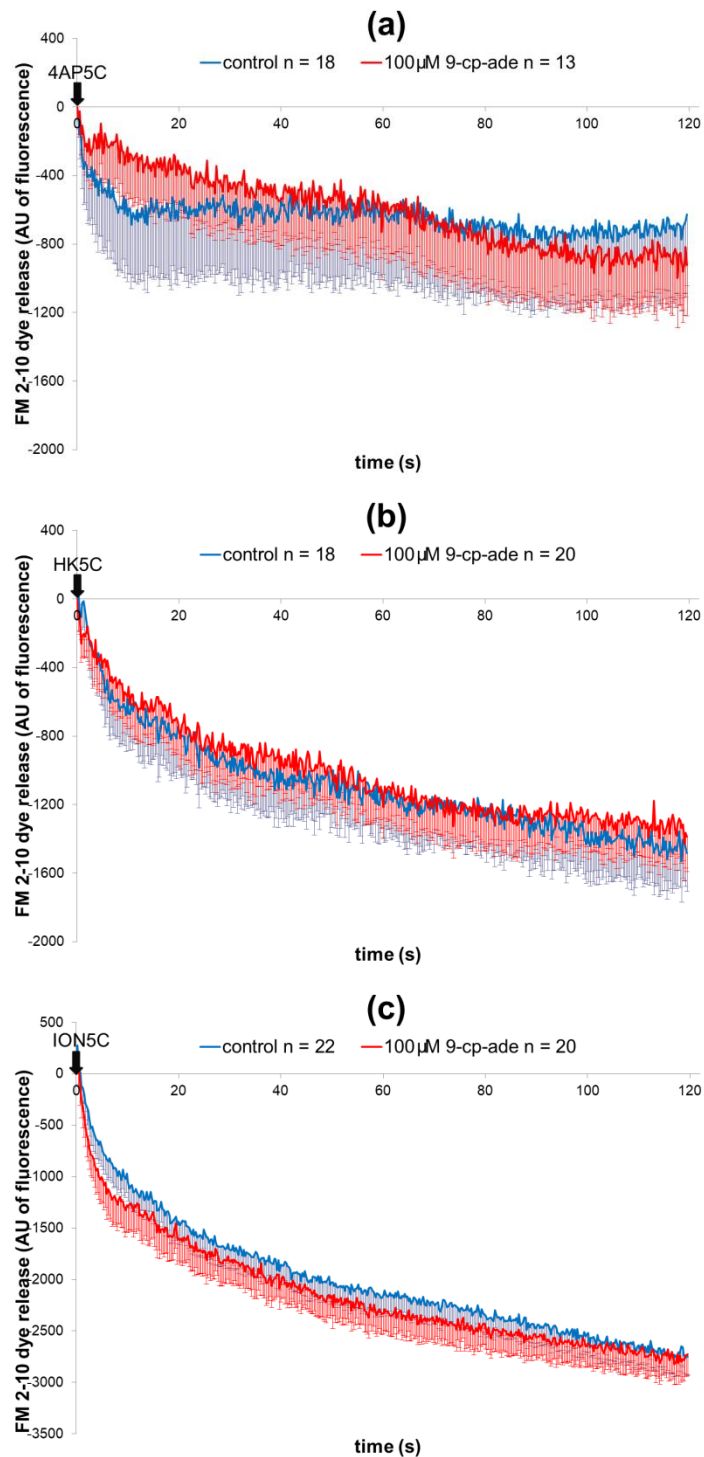 (a)
400
control n = 18 100µM 9-cp-ade n = 13
4AP5C
0
0 20 40 60 80 100 120
-400
-800
-1200
-1600
-2000
FM 2-10 dye release (AU of fluorescence)
time (s)
(b)
400
control n = 18 100µM 9-cp-ade n = 20
HK5C
0
0 20 40 60 80 100 120
-400
-800
-1200
-1600
-2000
FM 2-10 dye release (AU of fluorescence)
time (s)
(c)
500
control n = 22 100µM 9-cp-ade n = 20
ION5C
0
0 20 40 60 80 100 120
-500
-1000
-1500
-2000
-2500
-3000
-3500
FM 2-10 dye release (AU of fluorescence)
time (s)